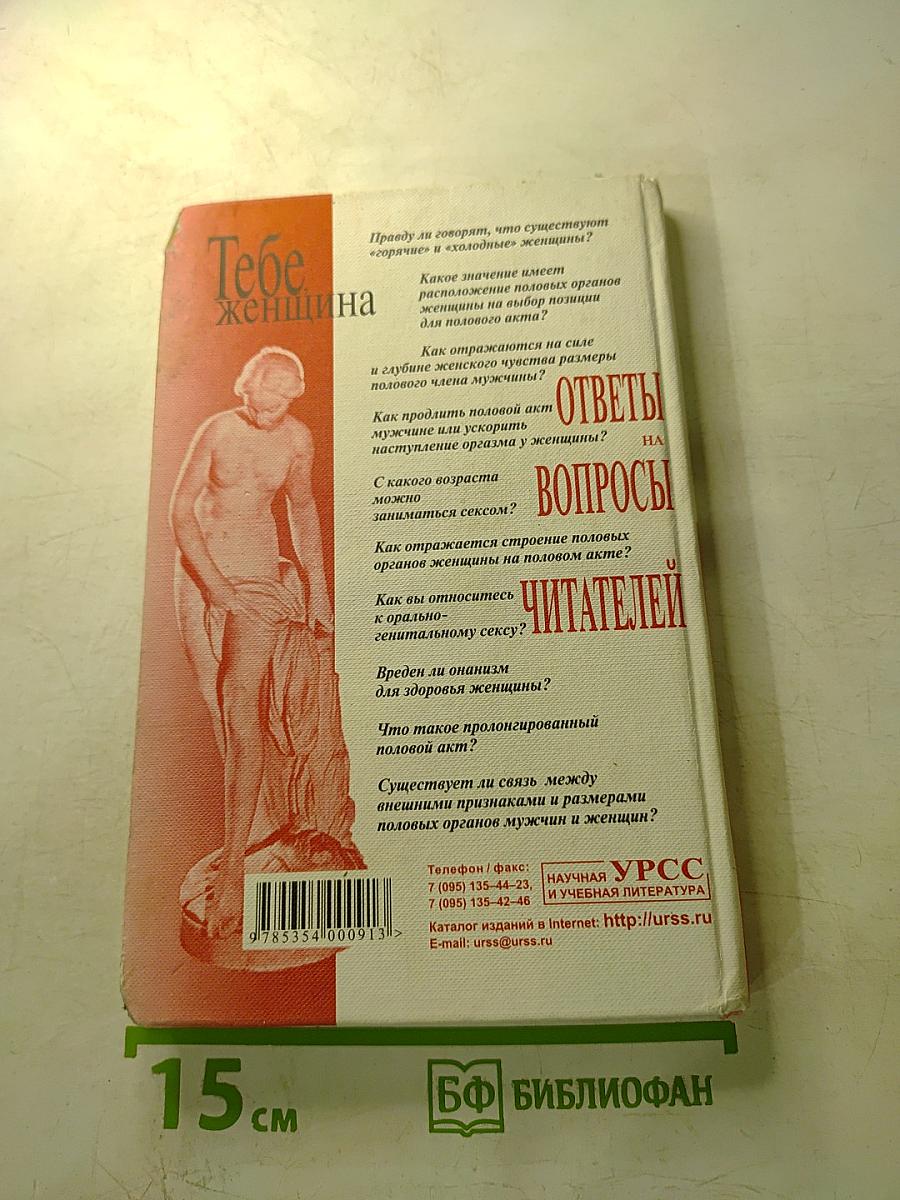 Тебе
женщина
Правду ли говорят, что существуют
«горячие» и «холодные» женщины?
Какое значение имеет
расположение половых органов
женщины на выбор позиции
для полового акта?
Как отражаются на силе
и глубине женского чувства размеры
полового члена мужчины?
Как продлить половой акт
мужчине или ускорить
наступление оргазма у женщины?
ОТВЕТЫ
НА
ВОПРОСЫ
ЧИТАТЕЛЕЙ
С какого возраста
можно
заниматься сексом?
Как отражается строение половых
органов женщины на половом акте?
Как вы относитесь
к орально-
генитальному сексу?
Вреден ли онанизм
для здоровья женщины?
Что такое пролонгированный
половой акт?
Существует ли связь между
внешними признаками и размерами
половых органов мужчин и женщин?
Телефон / факс:
7 (095) 135–44–23,
7 (095) 135–42–46
НАУЧНАЯ УРСС
И УЧЕБНАЯ ЛИТЕРАТУРА
Каталог изданий в Internet: http://urss.ru
E-mail: urss@urss.ru
9 785354 000913 >
15 см
БФ БИБЛИОФАН